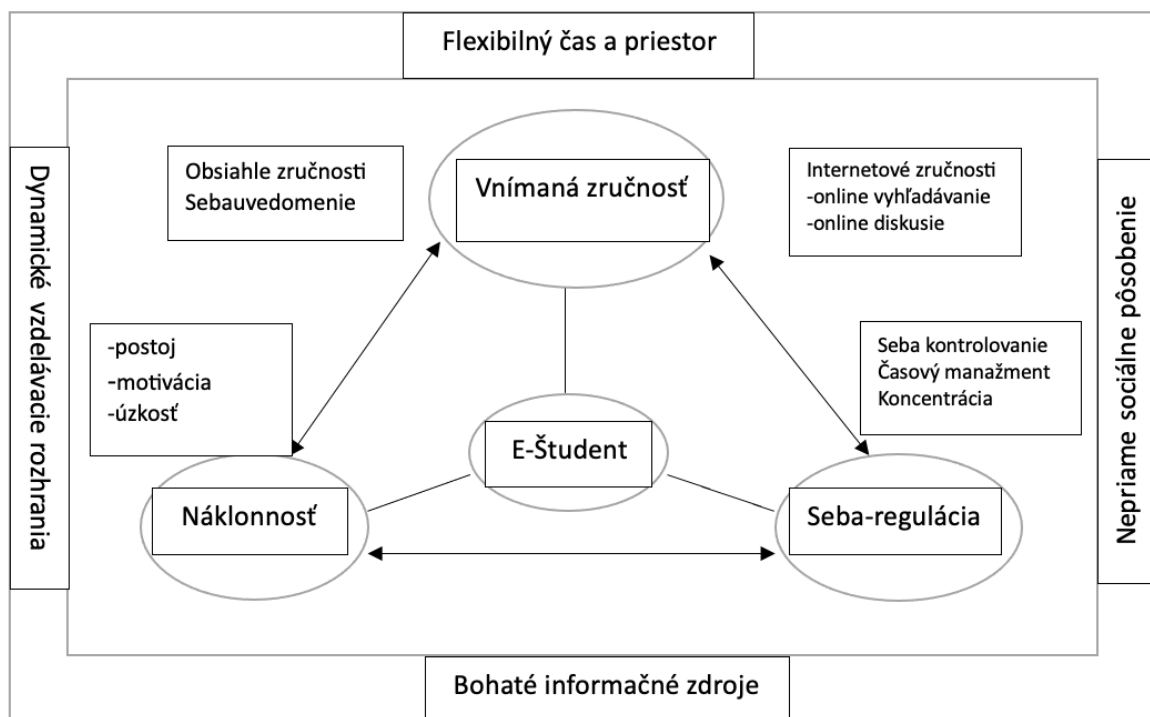 Flexibilný čas a priestor
Dynamické vzdelávacie rozhrania
Obsiahle zručnosti
Sebauvedomenie
Vnímaná zručnosť
Internetové zručnosti
-online vyhľadávanie
-online diskusie
Nepriame sociálne pôsobenie
-postoj
-motivácia
-úzkosť
Seba kontrolovanie
Časový manažment
Koncentrácia
E-Študent
Náklonnosť
Seba-regulácia
Bohaté informačné zdroje